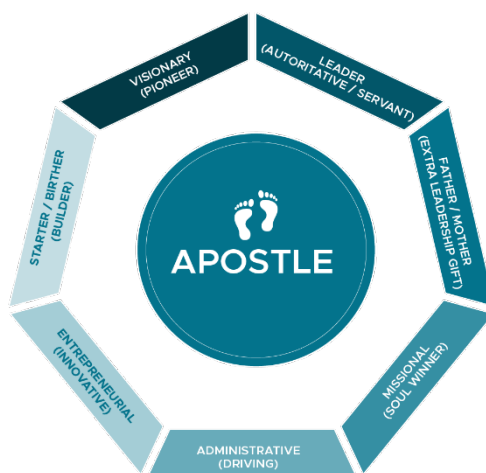 VISIONARY
(PIONEER)
LEADER
(AUTORITATIVE / SERVANT)
FATHER / MOTHER
(EXTRA LEADERSHIP GIFT)
MISSIONAL
(SOUL WINNER)
ADMINISTRATIVE
(DRIVING)
ENTREPRENEURIAL
(INNOVATIVE)
STARTER / BIRTHER
(BUILDER)
APOSTLE